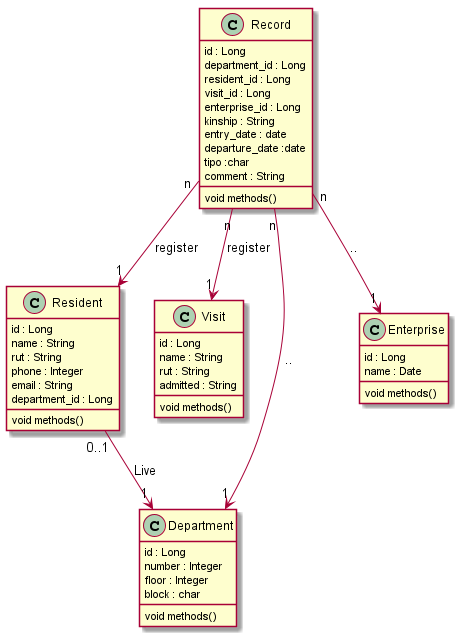 C Record
id : Long
department_id : Long
resident_id : Long
visit_id : Long
enterprise_id : Long
kinship : String
entry_date : date
departure_date :date
tipo :char
comment : String
void methods()
n
n
n
n
register
register
..
..
1
1
1
1
C Resident
id : Long
name : String
rut : String
phone : Integer
email : String
department_id : Long
void methods()
C Visit
id : Long
name : String
rut : String
admitted : String
void methods()
C Enterprise
id : Long
name : Date
void methods()
0..1
Live
1
C Department
id : Long
number : Integer
floor : Integer
block : char
void methods()